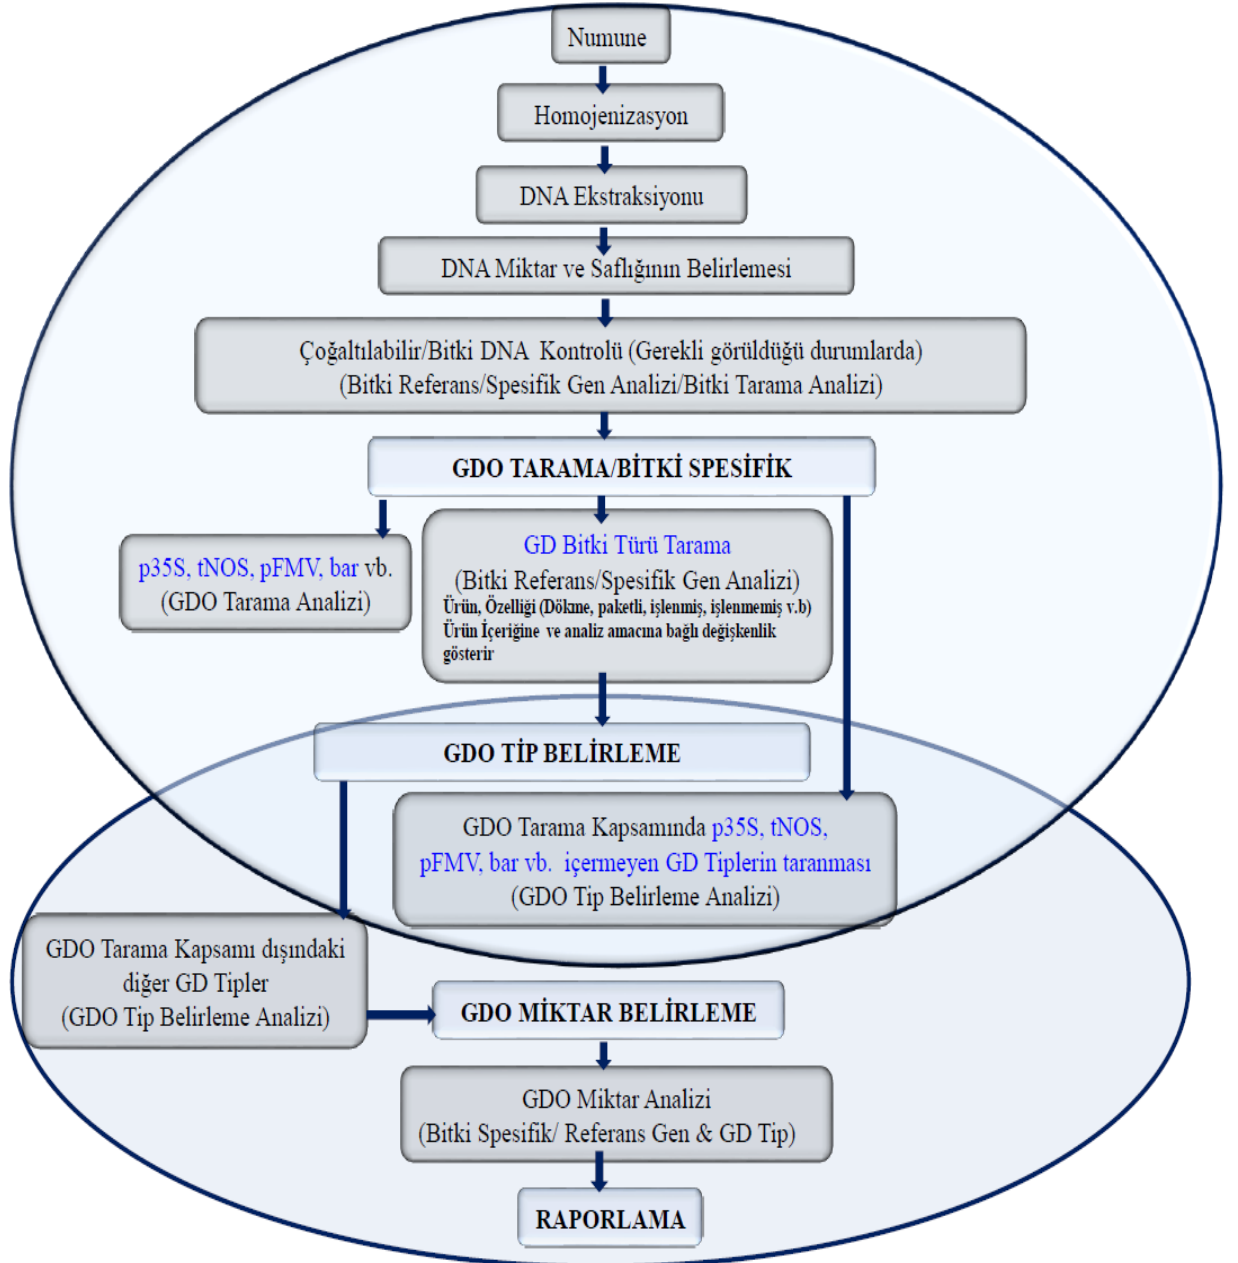 Numune
Homojenizasyon
DNA Ekstraksiyonu
DNA Miktar ve Saflığının Belirlemesi
Çoğaltılabilir/Bitki DNA Kontrolü (Gerekli görüldüğü durumlarda)
(Bitki Referans/Spesifik Gen Analizi/Bitki Tarama Analizi)
GDO TARAMA/BİTKİ SPESİFİK
p35S, tNOS, pFMV, bar vb.
(GDO Tarama Analizi)
GD Bitki Türü Tarama
(Bitki Referans/Spesifik Gen Analizi)
Ürün, Özelliği (Dökme, paketli, işlenmiş, işlenmemiş v.b)
Ürün İçeriğine ve analiz amacına bağlı değişkenlik
gösterir
GDO TİP BELİRLEME
GDO Tarama Kapsamında p35S, tNOS,
pFMV, bar vb. içermeyen GD Tiplerin taranması
(GDO Tip Belirleme Analizi)
GDO Tarama Kapsamı dışındaki
diğer GD Tipler
(GDO Tip Belirleme Analizi)
GDO MİKTAR BELİRLEME
GDO Miktar Analizi
(Bitki Spesifik/ Referans Gen & GD Tip)
RAPORLAMA